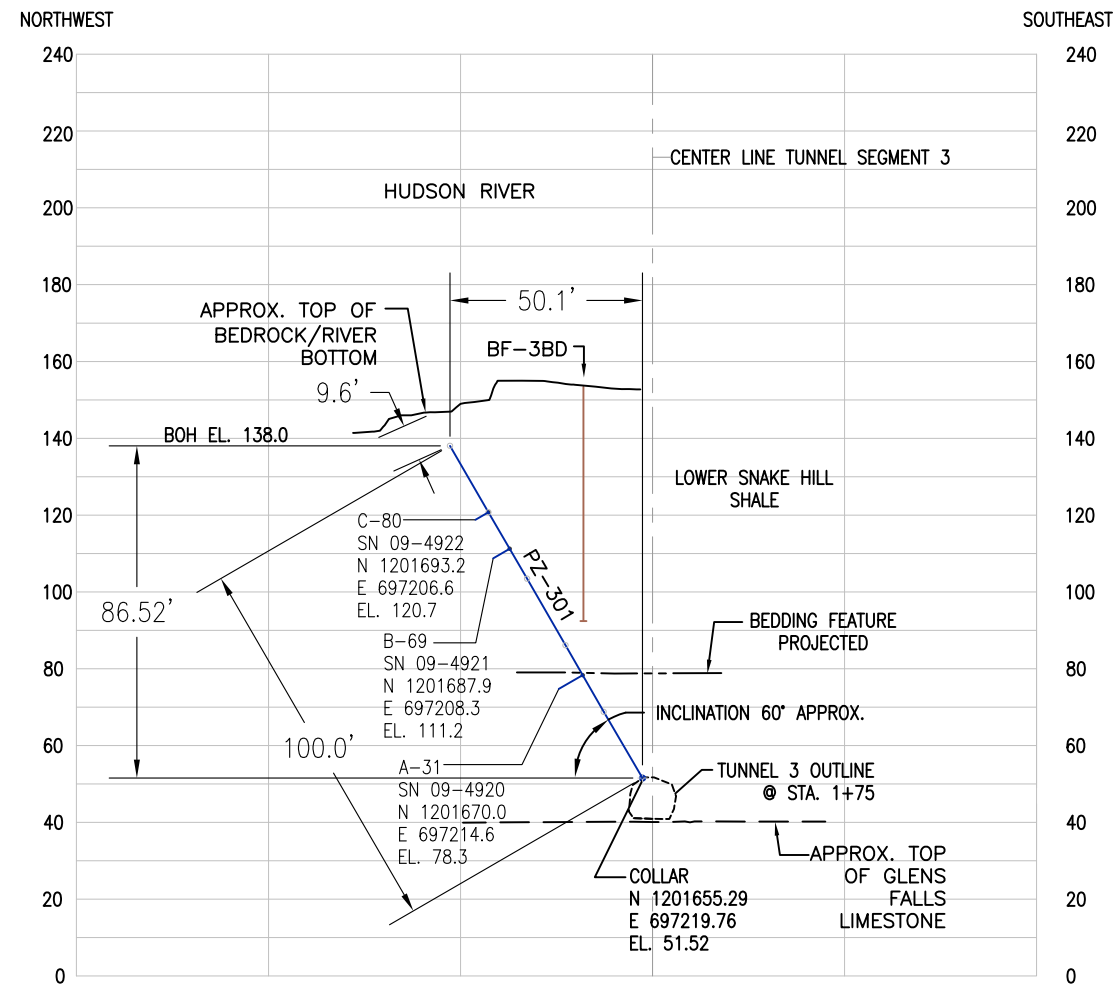 NORTHWEST
SOUTHEAST
240
240
220
220
CENTER LINE TUNNEL SEGMENT 3
HUDSON RIVER
200
200
180
180
50.1'
APPROX. TOP OF
BEDROCK/RIVER
BOTTOM
BF-3BD
160
160
9.6'
BOH EL. 138.0
140
140
LOWER SNAKE HILL
SHALE
120
120
C-80
SN 09-4922
N 1201693.2
E 697206.6
EL. 120.7
PZ-301
100
100
86.52'
B-69
SN 09-4921
N 1201687.9
E 697208.3
EL. 111.2
BEDDING FEATURE
PROJECTED
80
80
INCLINATION 60° APPROX.
100.0'
60
60
A-31
SN 09-4920
N 1201670.0
E 697214.6
EL. 78.3
TUNNEL 3 OUTLINE
@ STA. 1+75
40
40
APPROX. TOP
OF GLENS
FALLS
LIMESTONE
COLLAR
N 1201655.29
E 697219.76
EL. 51.52
20
20
0
0